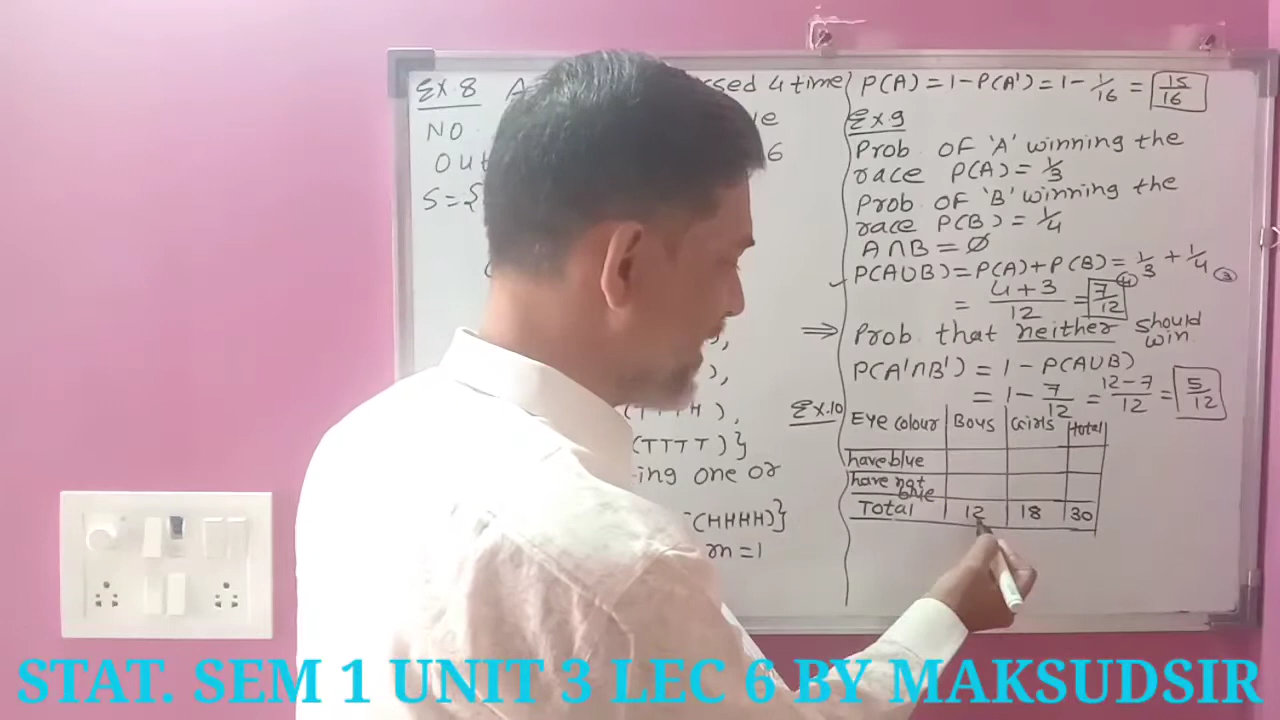 EX.8 A ssed 4 time
NO
6
S={
(TTTH),
(TTTT)}
ing one or
(HHHH)}
m=1
P(A) = 1-P(A') = 1- 1/16 = 15/16
EX 9
Prob OF 'A' winning the
race P(A) = 1/3
Prob OF 'B' winning the
race P(B) = 1/4
A∩B = ∅
P(A∪B) = P(A)+P(B) = 1/3 + 1/4
④ ③
= 4+3/12 = 7/12
⇒ Prob that neither should win
P(A'∩B') = 1 - P(A∪B)
= 1 - 7/12 = 12-7/12 = 5/12
EX.10
Eye colour Boys Girls total
have blue
have not blue
Total 12 18 30
STAT. SEM 1 UNIT 3 LEC 6 BY MAKSUDSIR